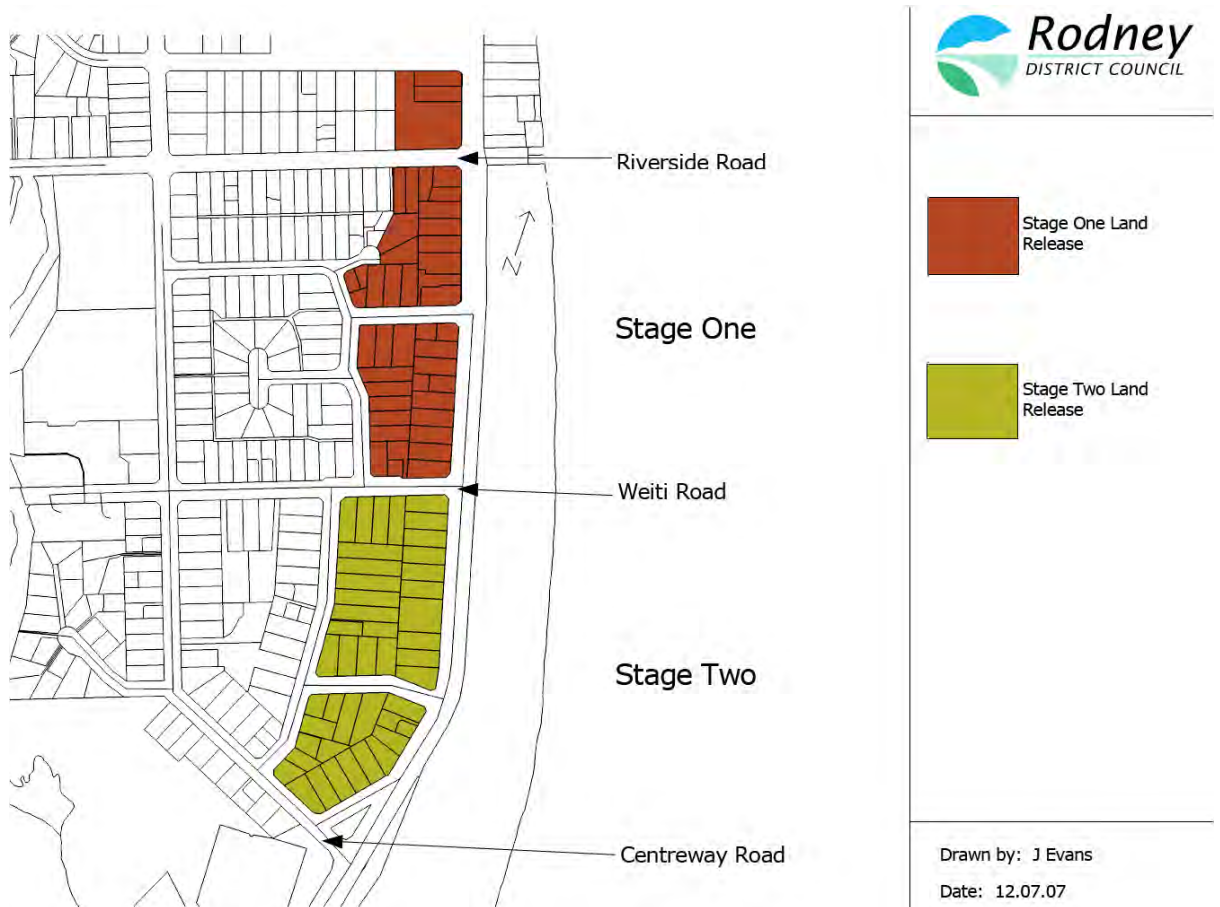 Rodney
DISTRICT COUNCIL
Riverside Road
Stage One Land
Release
N
Stage One
Stage Two Land
Release
Weiti Road
Stage Two
Centreway Road
Drawn by: J Evans
Date: 12.07.07